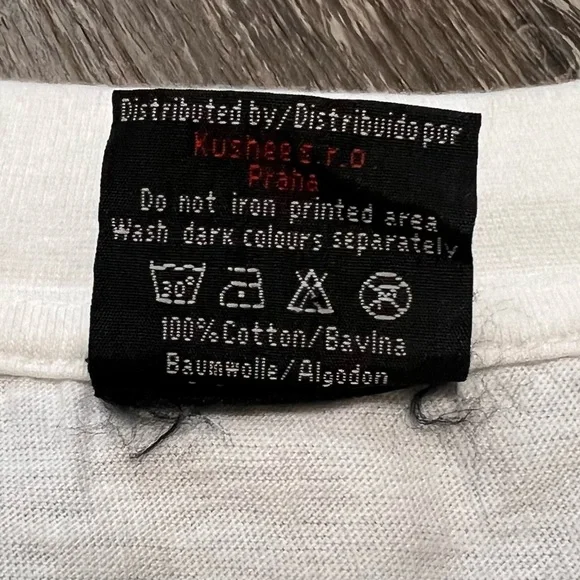 Distributed by/Distribuido por
Kushee s.r.o
Praha
Do not iron printed area
Wash dark colours separately
30°
100% Cotton/Bavlna
Baumwolle/Algodon